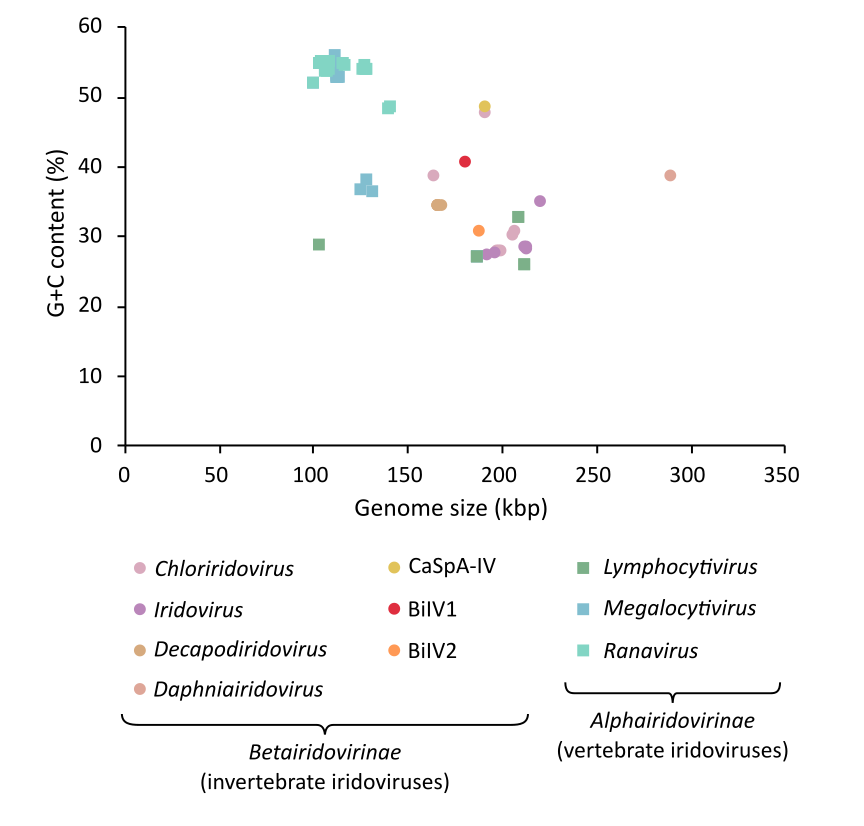 60
50
40
30
20
10
0
G+C content (%)
0 50 100 150 200 250 300 350
Genome size (kbp)
Chloriridovirus
Iridovirus
Decapodiridovirus
Daphniairidovirus
CaSpA-IV
BiIV1
BiIV2
Lymphocytivirus
Megalocytivirus
Ranavirus
Betairidovirinae
(invertebrate iridoviruses)
Alphairidovirinae
(vertebrate iridoviruses)